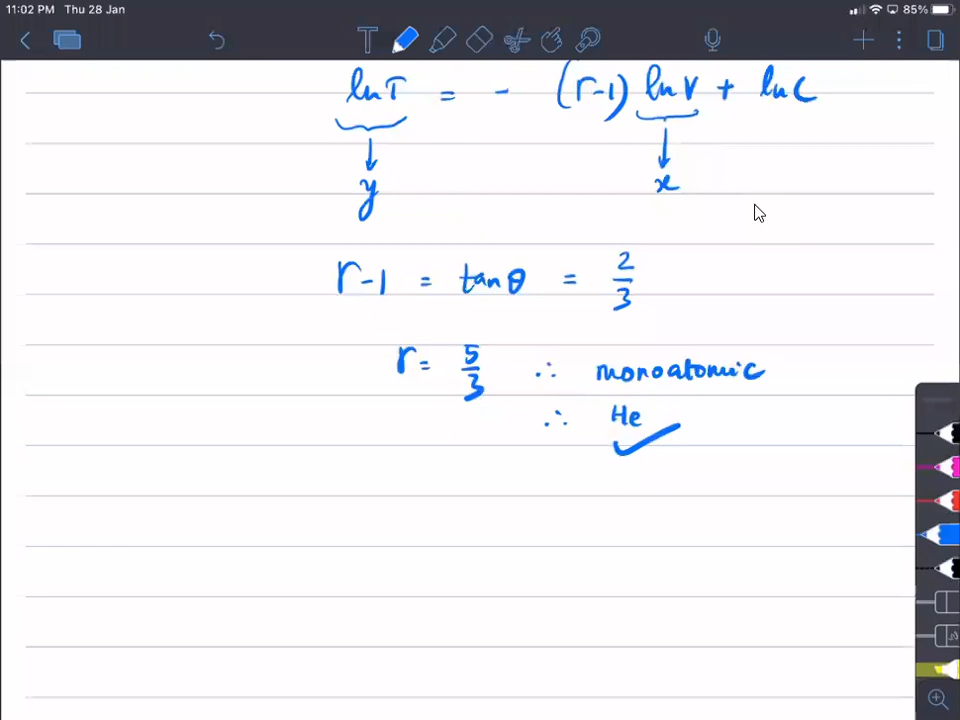 11:02 PM Thu 28 Jan 85%
T
lnT = - (r-1) lnV + lnC
y x
r-1 = tanθ = 2/3
r = 5/3 ∴ monoatomic
∴ He